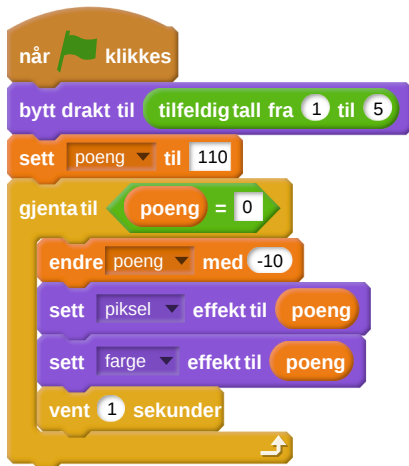 når klikkes
bytt drakt til tilfeldig tall fra 1 til 5
sett poeng til 110
gjenta til poeng = 0
endre poeng med -10
sett piksel effekt til poeng
sett farge effekt til poeng
vent 1 sekunder